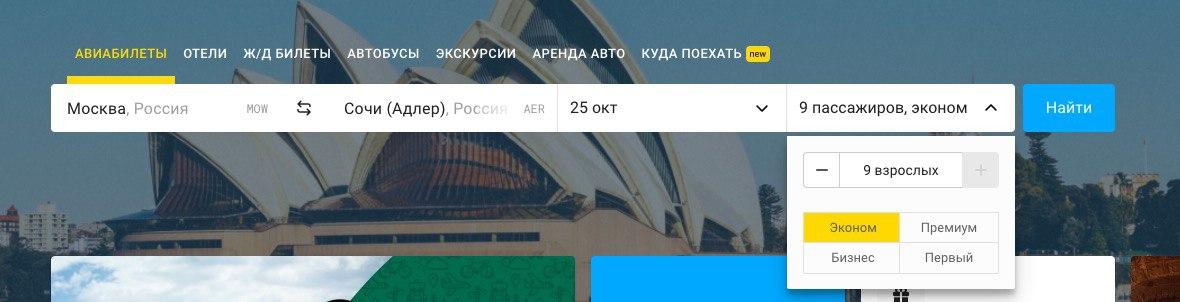 АВИАБИЛЕТЫ ОТЕЛИ Ж/Д БИЛЕТЫ АВТОБУСЫ ЭКСКУРСИИ АРЕНДА АВТО КУДА ПОЕХАТЬ new
Москва, Россия MOW Сочи (Адлер), Россия AER 25 окт 9 пассажиров, эконом Найти
− 9 взрослых +
Эконом Премиум
Бизнес Первый